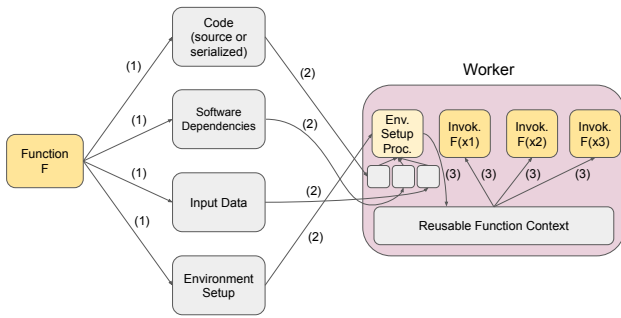 Code
(source or
serialized)
(1)
(2)
Worker
(1)
Software
Dependencies
(2)
Env.
Setup
Proc.
Invok.
F(x1)
Invok.
F(x2)
Invok.
F(x3)
Function
F
(1)
Input Data
(2)
(3)
(3)
(3)
(3)
(1)
(2)
Reusable Function Context
Environment
Setup